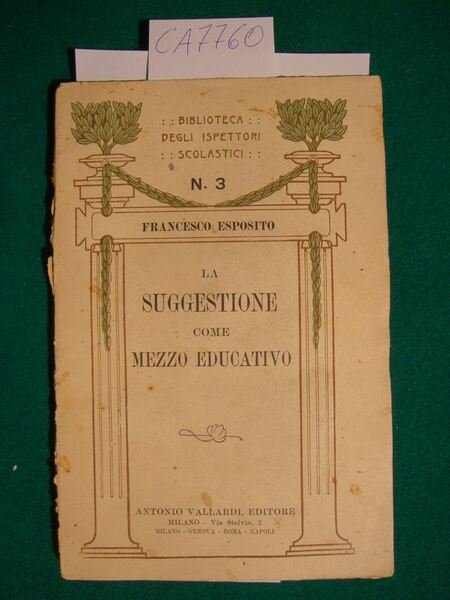 CA7760
: : BIBLIOTECA : :
DEGLI ISPETTORI
: : SCOLASTICI : :
N. 3
FRANCESCO ESPOSITO
LA
SUGGESTIONE
COME
MEZZO EDUCATIVO
ANTONIO VALLARDI, EDITORE
MILANO - Via Stelvio, 2
MILANO - GENOVA - ROMA - NAPOLI